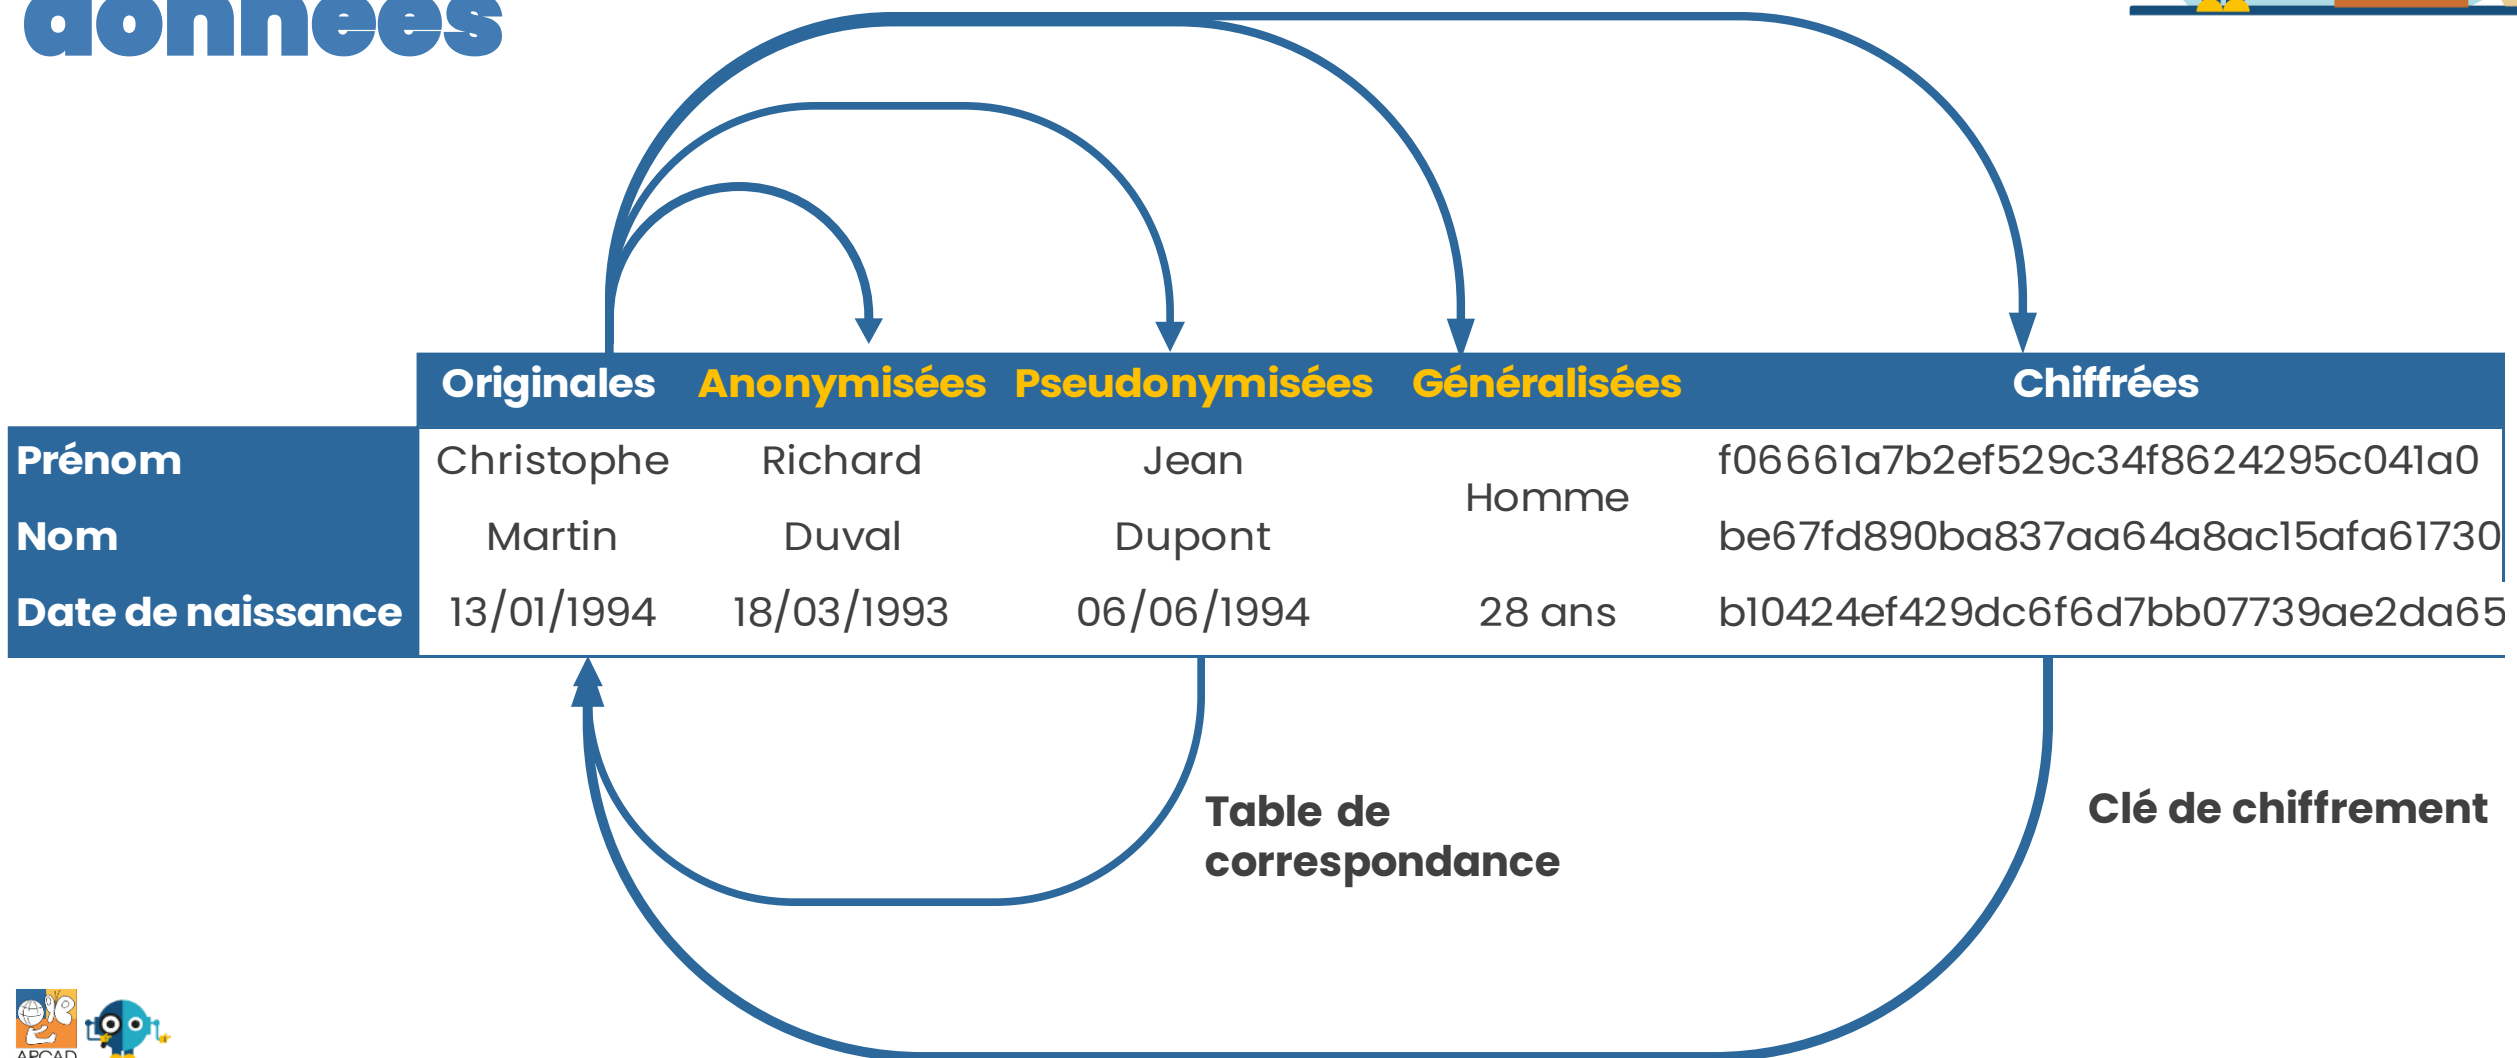 données
Originales Anonymisées Pseudonymisées Généralisées Chiffrées
Prénom Christophe Richard Jean f06661a7b2ef529c34f8624295c041a0
Homme
Nom Martin Duval Dupont be67fd890ba837aa64a8ac15afa61730
Date de naissance 13/01/1994 18/03/1993 06/06/1994 28 ans b10424ef429dc6f6d7bb07739ae2da65
Table de
correspondance
Clé de chiffrement
APCAD